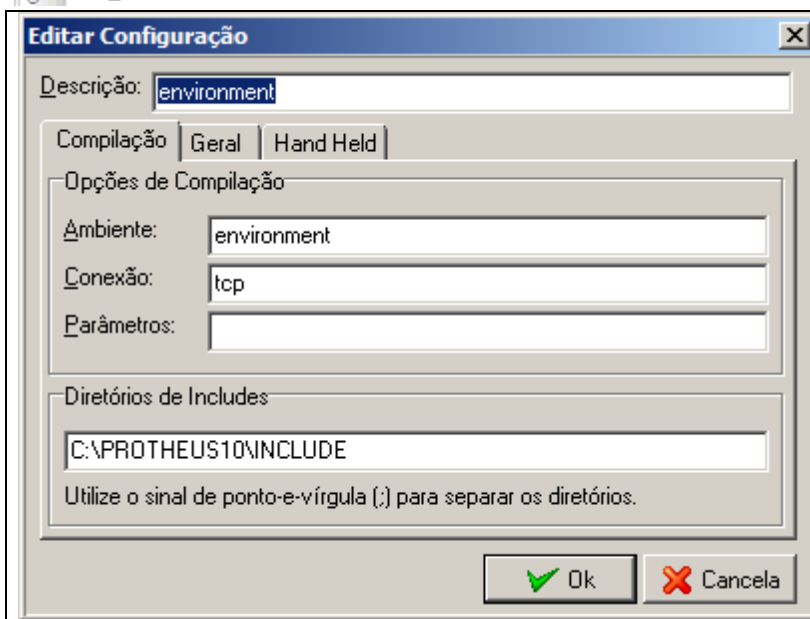 Editar Configuração
Descrição: environment
Compilação Geral Hand Held
Opções de Compilação
Ambiente: environment
Conexão: tcp
Parâmetros:
Diretórios de Includes
C:\PROTHEUS10\INCLUDE
Utilize o sinal de ponto-e-vírgula (;) para separar os diretórios.
Ok Cancela